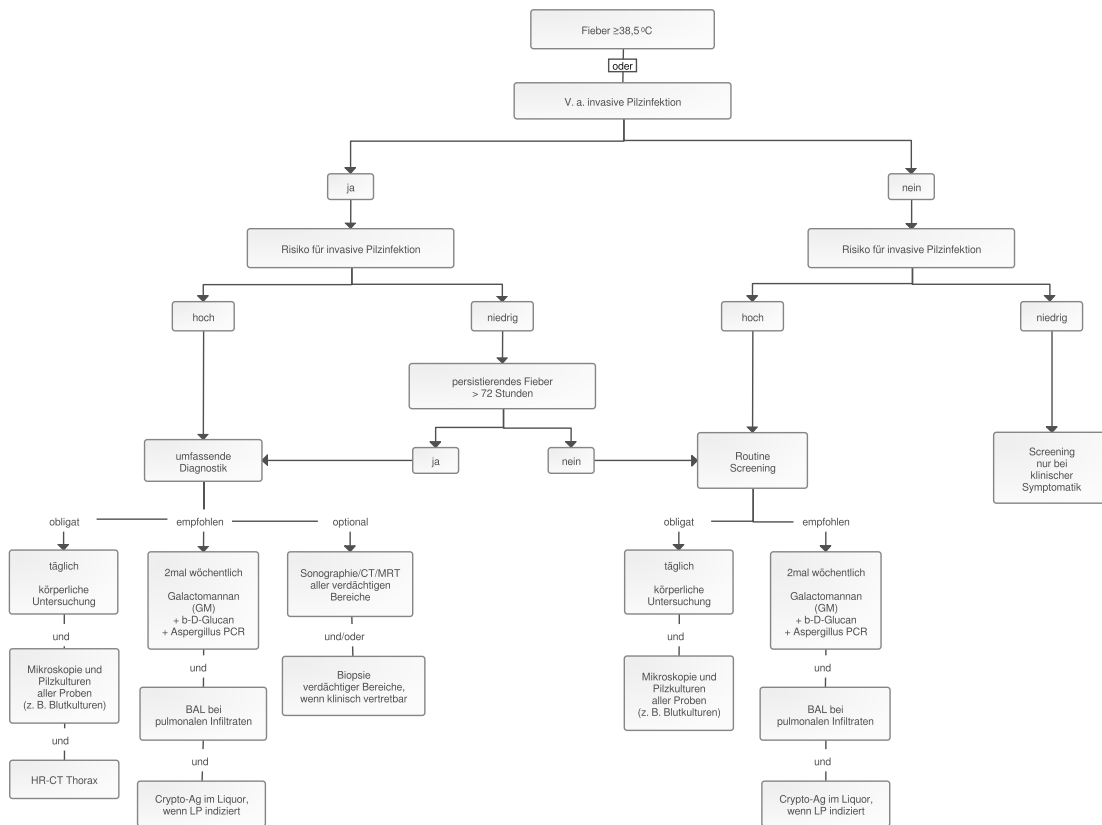 Fieber ≥38,5 ºC
oder
V. a. invasive Pilzinfektion
ja
nein
Risiko für invasive Pilzinfektion
Risiko für invasive Pilzinfektion
hoch
niedrig
hoch
niedrig
persistierendes Fieber
> 72 Stunden
umfassende
Diagnostik
ja
nein
Routine
Screening
Screening
nur bei
klinischer
Symptomatik
obligat
empfohlen
optional
obligat
empfohlen
täglich
körperliche
Untersuchung
und
Mikroskopie und
Pilzkulturen
aller Proben
(z. B. Blutkulturen)
und
HR-CT Thorax
2mal wöchentlich
Galactomannan
(GM)
+ b-D-Glucan
+ Aspergillus PCR
und
BAL bei
pulmonalen Infiltraten
und
Crypto-Ag im Liquor,
wenn LP indiziert
Sonographie/CT/MRT
aller verdächtigen
Bereiche
und/oder
Biopsie
verdächtiger Bereiche,
wenn klinisch vertretbar
täglich
körperliche
Untersuchung
und
Mikroskopie und
Pilzkulturen
aller Proben
(z. B. Blutkulturen)
2mal wöchentlich
Galactomannan
(GM)
+ b-D-Glucan
+ Aspergillus PCR
und
BAL bei
pulmonalen Infiltraten
und
Crypto-Ag im Liquor,
wenn LP indiziert